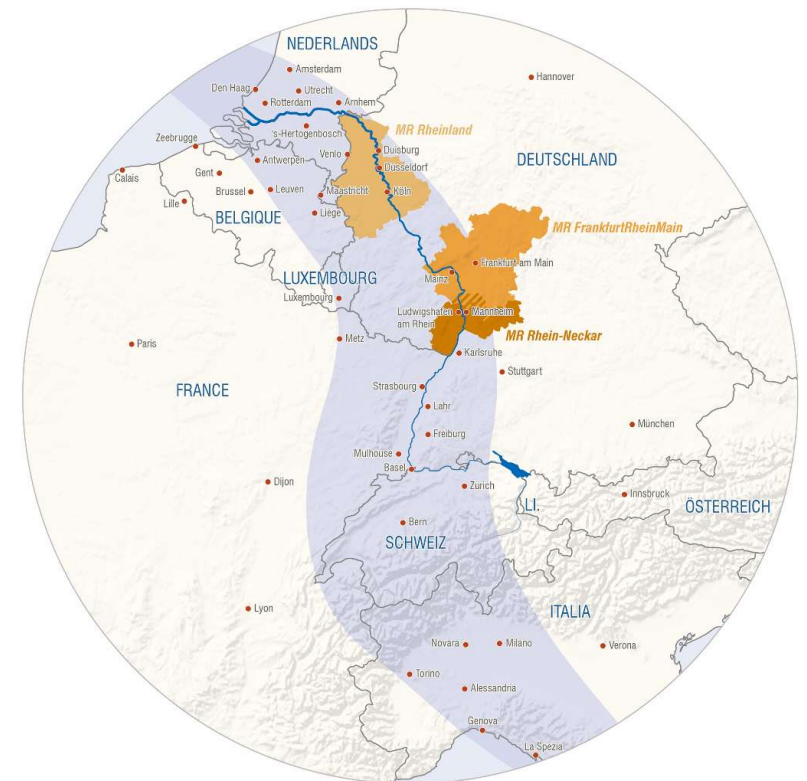 NEDERLANDS
Amsterdam
Hannover
Den Haag
Utrecht
Rotterdam
Arnhem
Zeebrugge
's-Hertogenbosch
MR Rheinland
Venlo
Duisburg
Antwerpen
DEUTSCHLAND
Düsseldorf
Calais
Gent
Brussel
Leuven
Maastricht
Köln
Lille
BELGIQUE
Liège
MR FrankfurtRheinMain
Frankfurt am Main
LUXEMBOURG
Mainz
Luxembourg
Ludwigshafen
am Rhein
Mannheim
MR Rhein-Neckar
Paris
Metz
Karlsruhe
Stuttgart
FRANCE
Strasbourg
Lahr
München
Freiburg
Mulhouse
Basel
Dijon
Zürich
Innsbruck
LI.
ÖSTERREICH
Bern
SCHWEIZ
Lyon
ITALIA
Novara
Milano
Verona
Torino
Alessandria
Genova
La Spezia